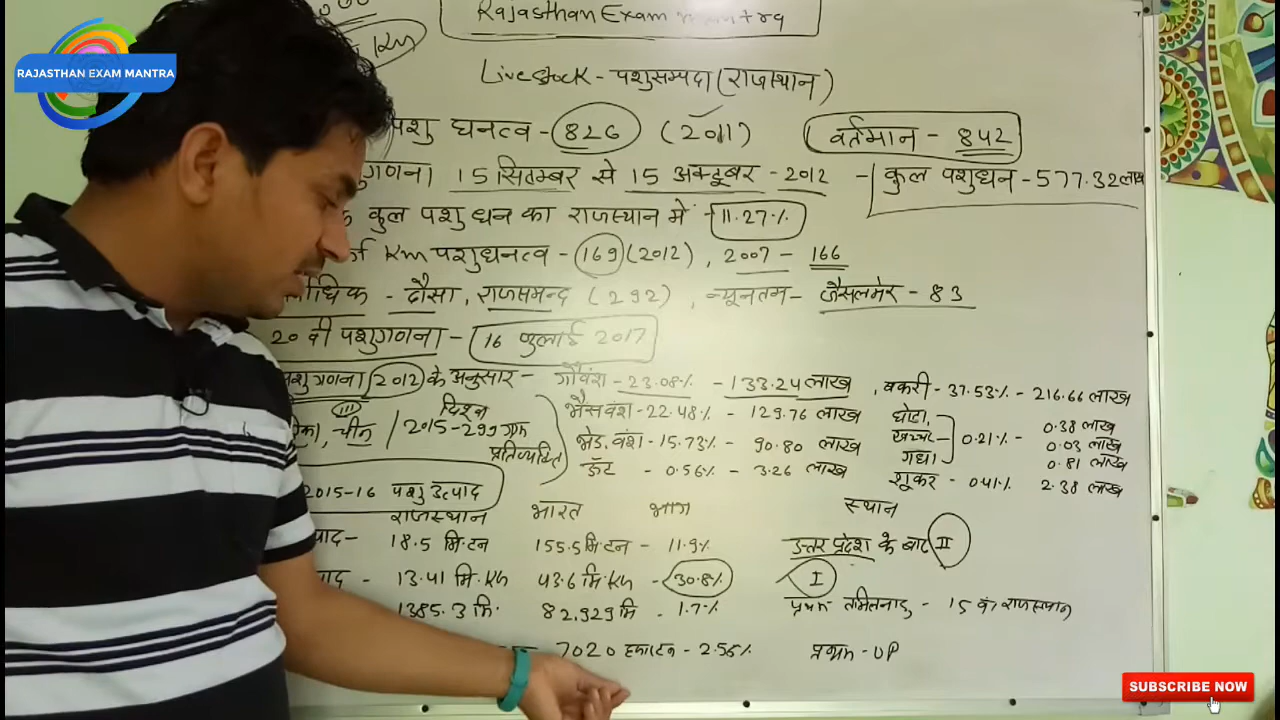 RAJASTHAN EXAM MANTRA
Rajasthan Exam mantra
Km
Livestock - पशुसम्पदा (राजस्थान)
पशु घनत्व - 826 (2011) वर्तमान - 842
गणना 15 सितम्बर से 15 अक्टूबर - 2012 - कुल पशुधन - 577.32 लाख
कुल पशुधन का राजस्थान में - 11.27%
Km पशुघनत्व - 169 (2012), 2007 - 166
दौसा, राजसमन्द (292), न्यूनतम - जैसलमेर - 83
20 वी पशुगणना - 16 जुलाई 2017
पशुगणना 2012 के अनुसार - गौवंश - 23.08% - 133.24 लाख, बकरी - 37.53% - 216.66 लाख
भैसवंश - 22.48% - 129.76 लाख घोडा, 0.38 लाख
चीन / 2015 - 299 ग्राम खच्चर 0.21% - 0.03 लाख
प्रतिव्यक्ति भेड वंश - 15.73% - 90.80 लाख गधा 0.81 लाख
ऊँट - 0.56% - 3.26 लाख शूकर - 0.41% 2.38 लाख
2015-16 पशु उत्पाद
राजस्थान भारत भाग स्थान
18.5 मि.टन 155.5 मि.टन - 11.9% उत्तर प्रदेश के बाद II
13.41 मि.Kg 43.6 मि.Kg - 30.8% I
1385.3 मि. 82.929 मि - 1.7% प्रथम तमिलनाडु - 15 वां राजस्थान
7020 - 2.56% प्रथम - UP
SUBSCRIBE NOW